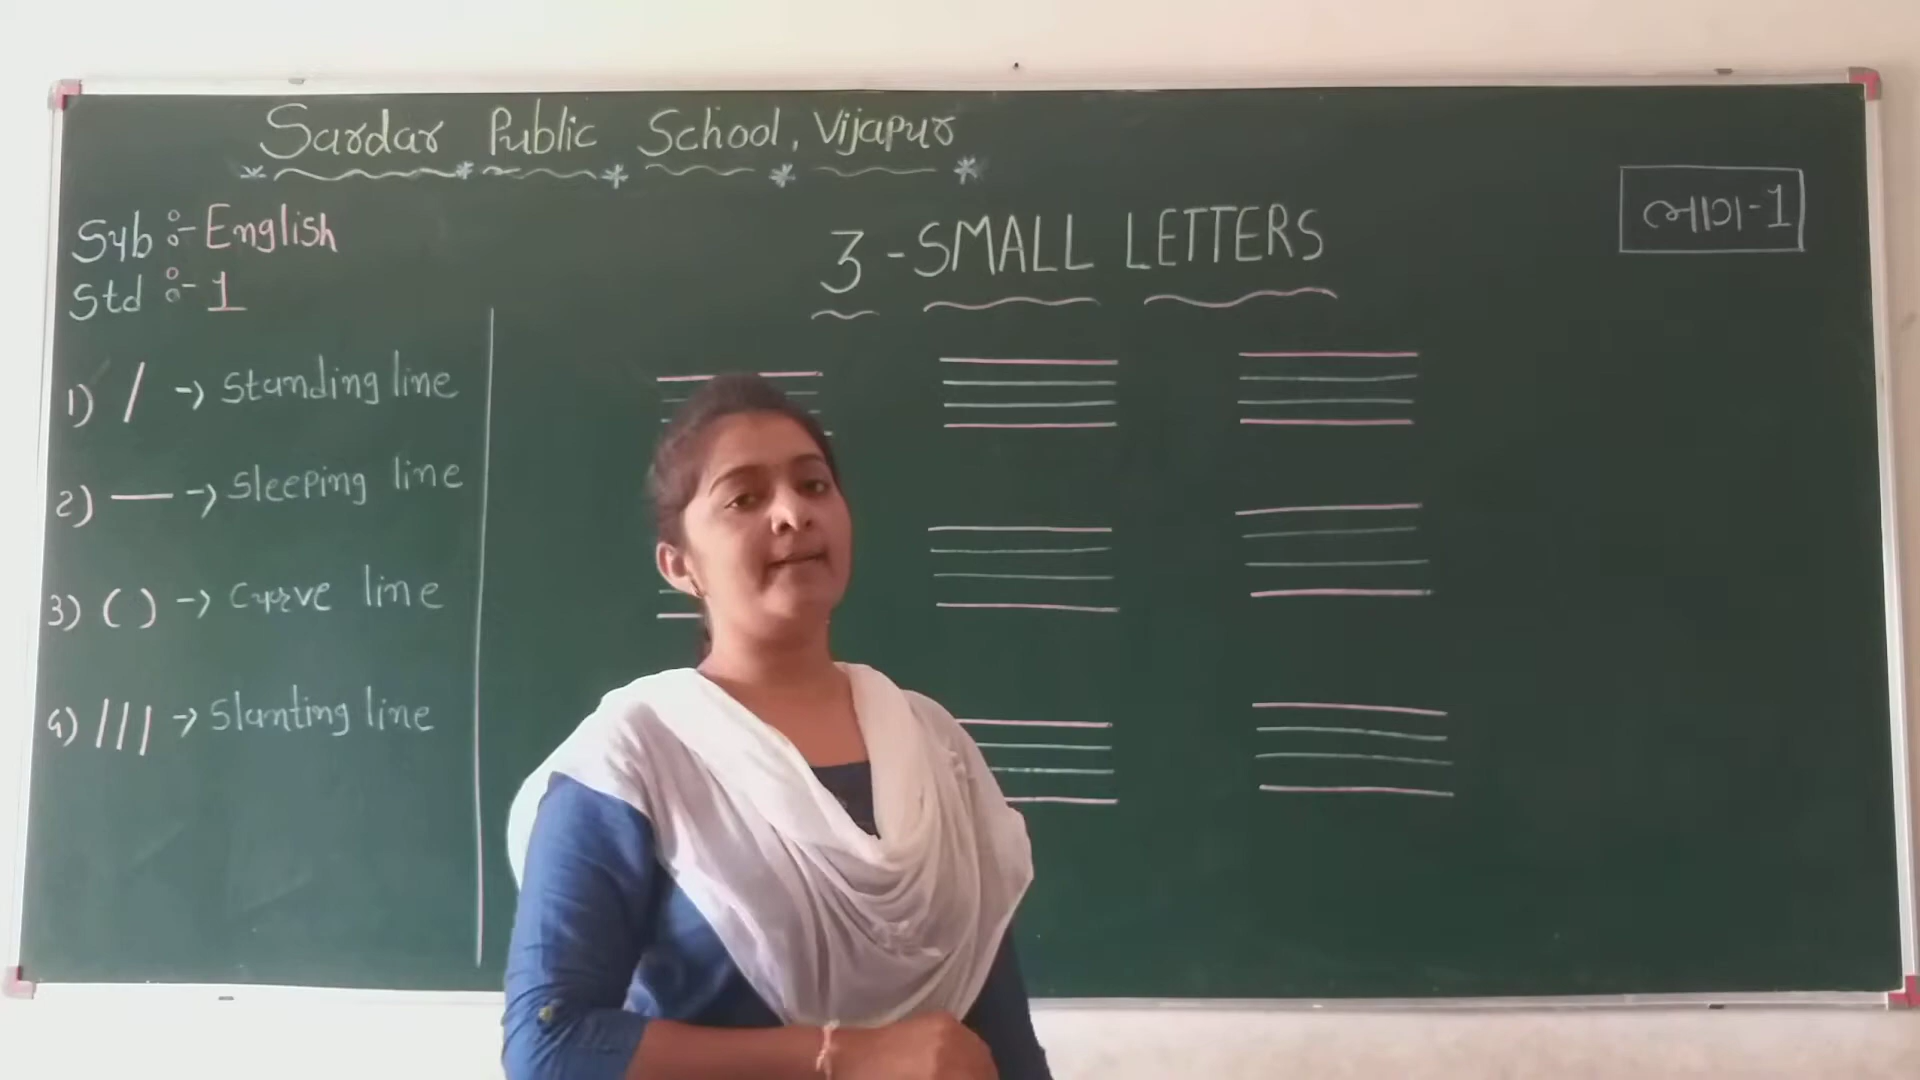 Sardar Public School, Vijapur
Sub :- English
Std :- 1
3 - SMALL LETTERS
ભાગ-1
1) / -> Standing line
2) — -> Sleeping line
3) ( ) -> Curve line
4) / / / -> Slanting line